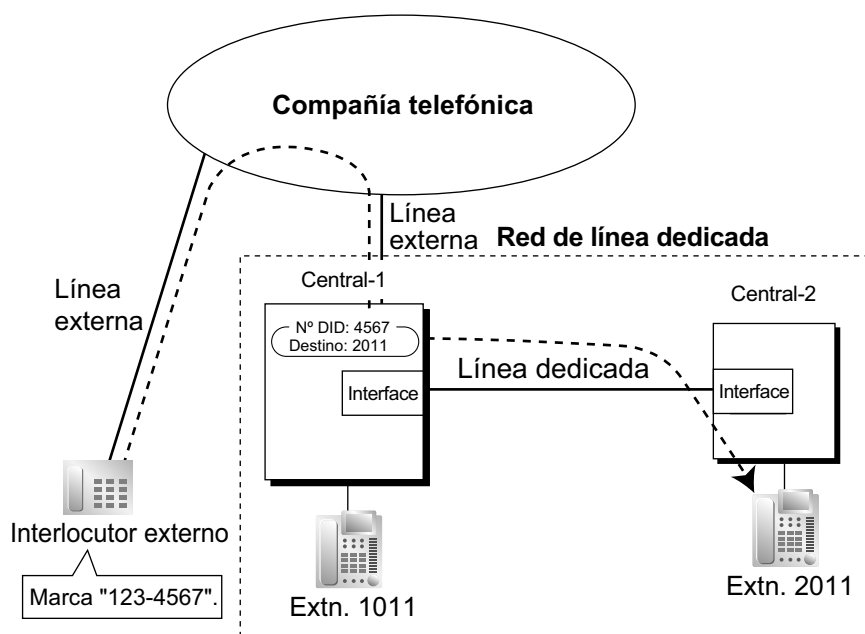 Compañía telefónica
Línea
externa
Red de línea dedicada
Línea
externa
Central-1
Central-2
Nº DID: 4567
Destino: 2011
Línea dedicada
Interface
Interface
Interlocutor externo
Marca "123-4567".
Extn. 1011
Extn. 2011